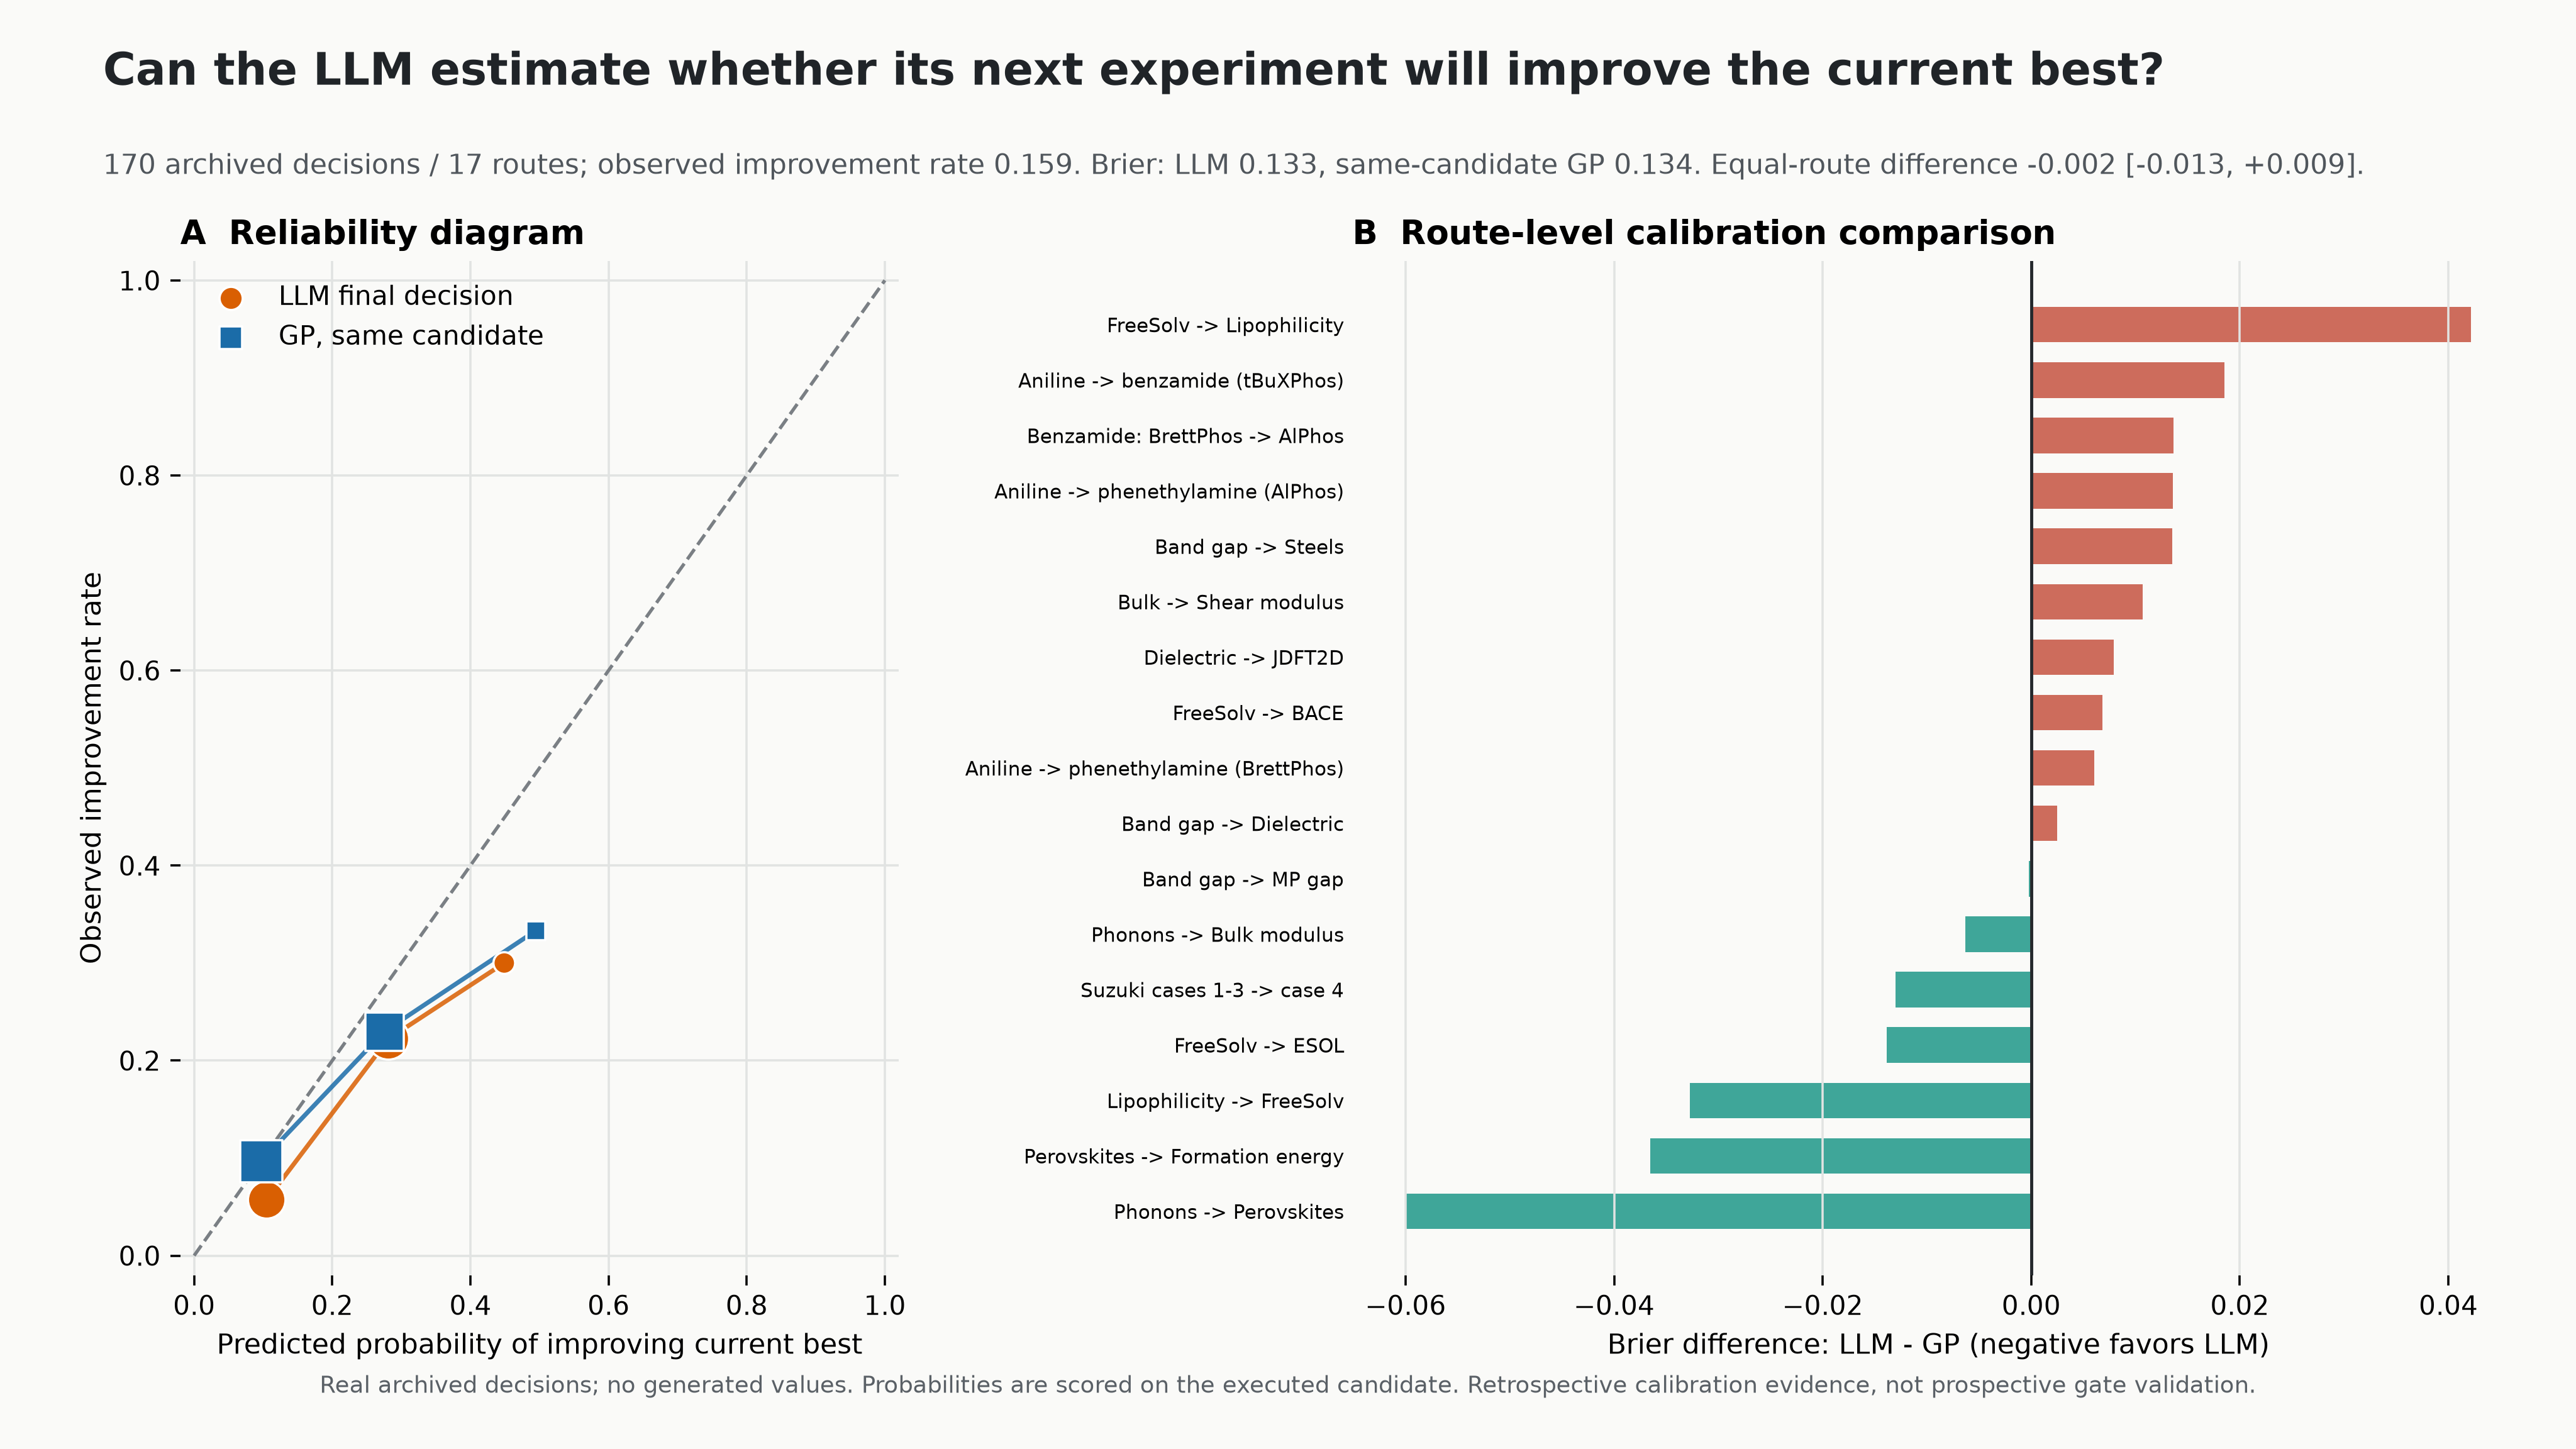 Can the LLM estimate whether its next experiment will improve the current best?
170 archived decisions / 17 routes; observed improvement rate 0.159. Brier: LLM 0.133, same-candidate GP 0.134. Equal-route difference -0.002 [-0.013, +0.009].
A Reliability diagram
LLM final decision
GP, same candidate
1.0
0.8
0.6
0.4
0.2
0.0
Observed improvement rate
0.0 0.2 0.4 0.6 0.8 1.0
Predicted probability of improving current best
B Route-level calibration comparison
FreeSolv -> Lipophilicity
Aniline -> benzamide (tBuXPhos)
Benzamide: BrettPhos -> AlPhos
Aniline -> phenethylamine (AlPhos)
Band gap -> Steels
Bulk -> Shear modulus
Dielectric -> JDFT2D
FreeSolv -> BACE
Aniline -> phenethylamine (BrettPhos)
Band gap -> Dielectric
Band gap -> MP gap
Phonons -> Bulk modulus
Suzuki cases 1-3 -> case 4
FreeSolv -> ESOL
Lipophilicity -> FreeSolv
Perovskites -> Formation energy
Phonons -> Perovskites
−0.06 −0.04 −0.02 0.00 0.02 0.04
Brier difference: LLM - GP (negative favors LLM)
Real archived decisions; no generated values. Probabilities are scored on the executed candidate. Retrospective calibration evidence, not prospective gate validation.